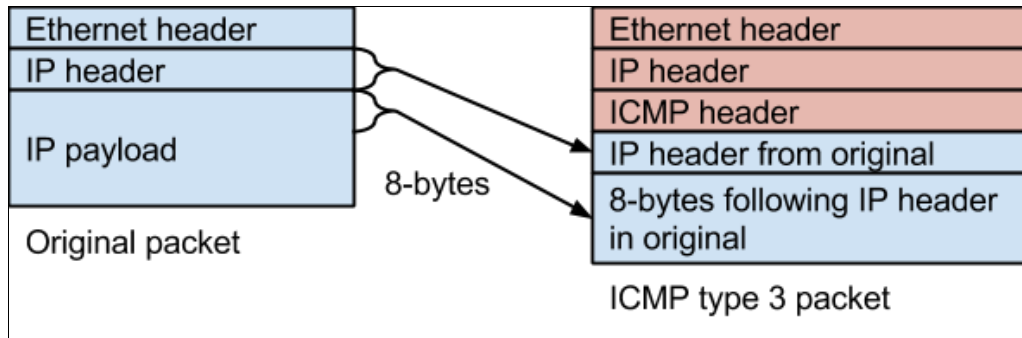 Ethernet header
IP header
IP payload
8-bytes
Original packet
Ethernet header
IP header
ICMP header
IP header from original
8-bytes following IP header
in original
ICMP type 3 packet